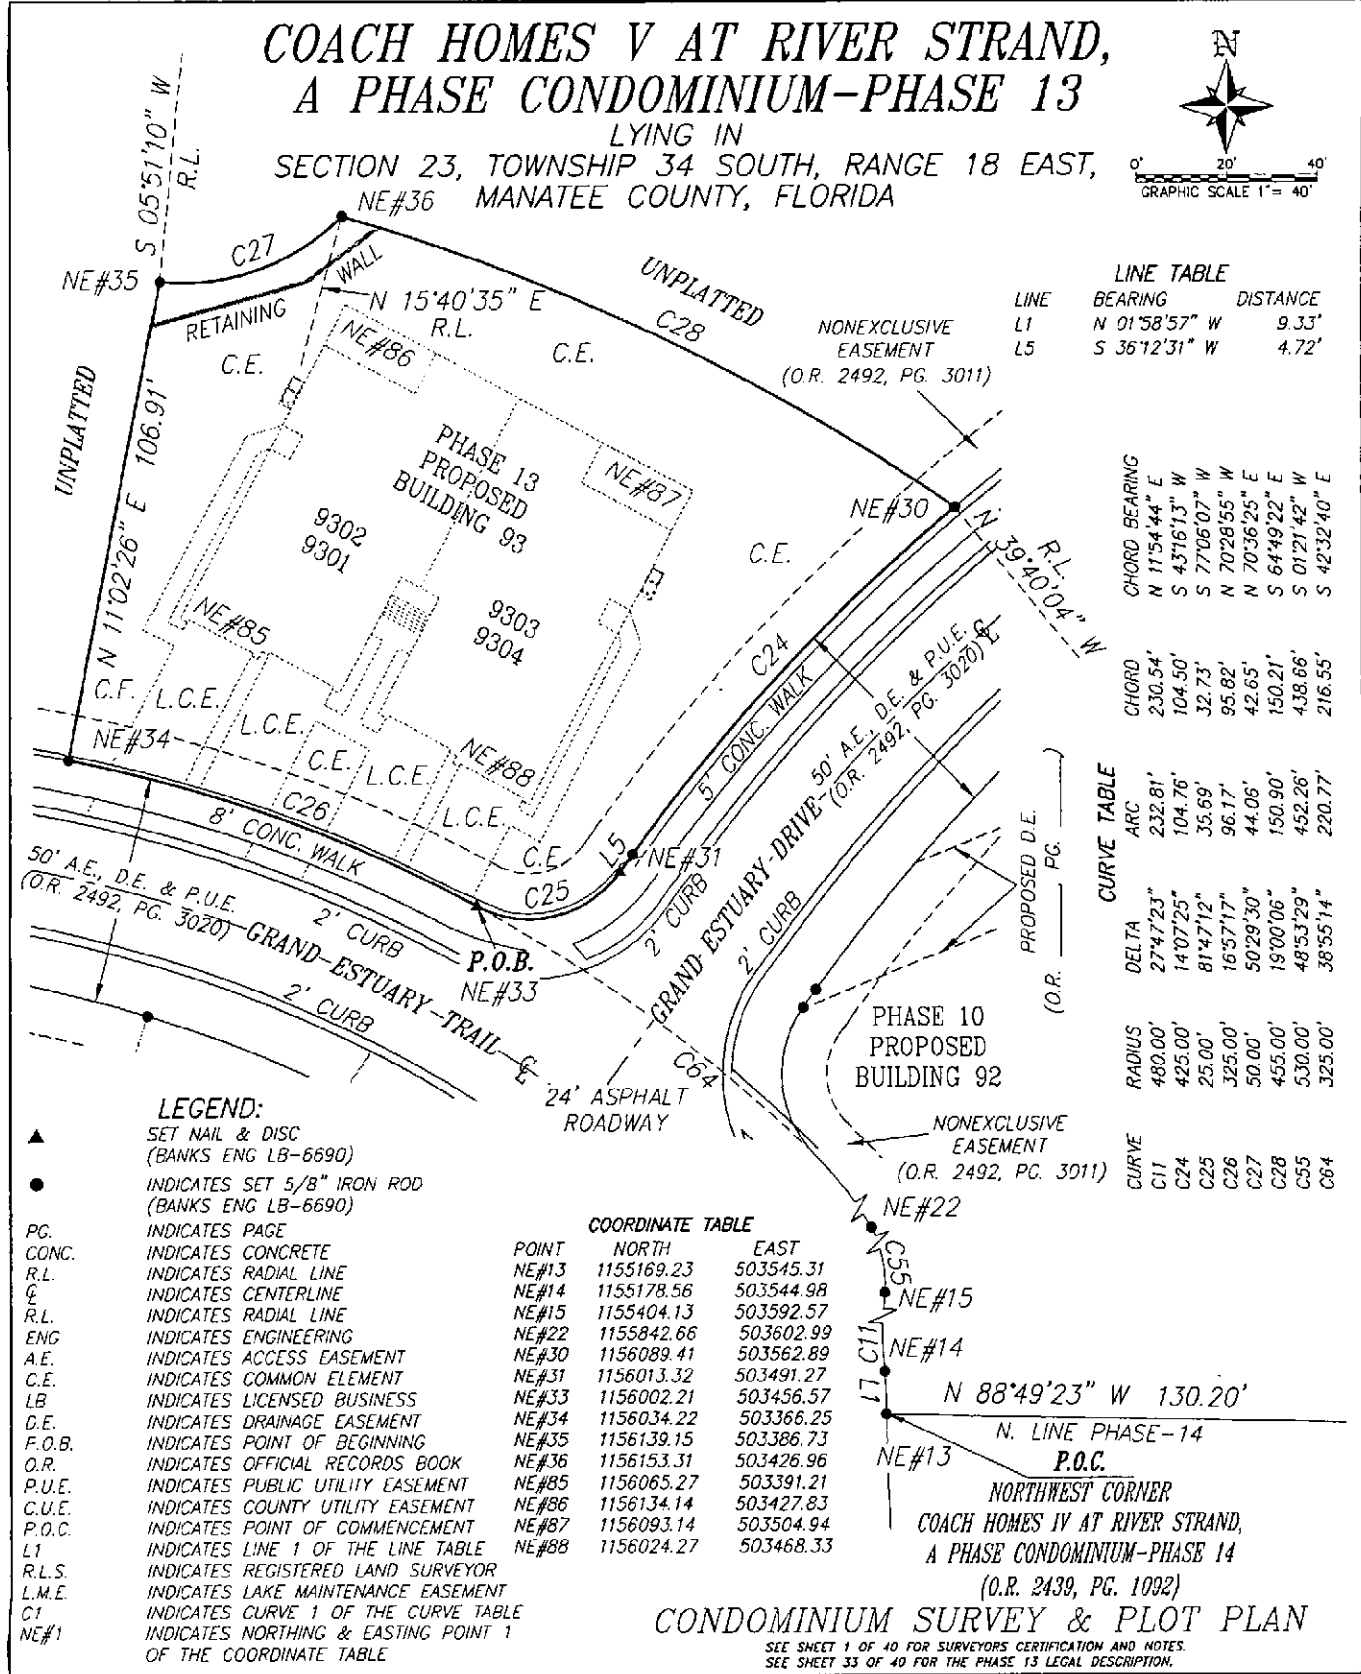 COACH HOMES V AT RIVER STRAND,
A PHASE CONDOMINIUM-PHASE 13
LYING IN
SECTION 23, TOWNSHIP 34 SOUTH, RANGE 18 EAST,
MANATEE COUNTY, FLORIDA
N
0' 20' 40'
GRAPHIC SCALE 1"= 40'
S 05°51'10" W
R.L.
NE#36
C27
NE#35
RETAINING
WALL
N 15°40'35" E
R.L.
C.E.
C.E.
UNPLATTED
C28
NONEXCLUSIVE
EASEMENT
(O.R. 2492, PG. 3011)
LINE TABLE
LINE BEARING DISTANCE
L1 N 01°58'57" W 9.33'
L5 S 36°12'31" W 4.72'
UNPLATTED
N 11°02'26" E 106.91'
NE#86
PHASE 13
PROPOSED
BUILDING 93
NE#87
9302
9301
9303
9304
NE#85
NE#88
NE#30
C.E.
R.L.
N 39°40'04" W
C24
5' CONC. WALK
50' A.E., D.E. & P.U.E.
(O.R. 2492, PG. 3020)
GRAND ESTUARY DRIVE
℄
C.F.
L.C.E.
L.C.E.
C.E.
L.C.E.
L.C.E.
C.E.
NE#34
C26
8' CONC. WALK
L5
NE#31
C25
P.O.B.
NE#33
2' CURB
2' CURB
50' A.E., D.E. & P.U.E.
(O.R. 2492, PG. 3020)
GRAND ESTUARY TRAIL ℄
2' CURB
2' CURB
24' ASPHALT
ROADWAY
C64
PROPOSED D.E.
(O.R. ____ PG. ____)
PHASE 10
PROPOSED
BUILDING 92
NONEXCLUSIVE
EASEMENT
(O.R. 2492, PG. 3011)
CURVE TABLE
CURVE RADIUS DELTA ARC CHORD CHORD BEARING
C11 480.00' 27°47'23" 232.81' 230.54' N 11°54'44" E
C24 425.00' 14°07'25" 104.76' 104.50' S 43°16'13" W
C25 25.00' 81°47'12" 35.69' 32.73' S 77°06'07" W
C26 325.00' 16°57'17" 96.17' 95.82' N 70°28'55" W
C27 50.00' 50°29'30" 44.06' 42.65' N 70°36'25" E
C28 455.00' 19°00'06" 150.90' 150.21' S 64°49'22" E
C55 530.00' 48°53'29" 452.26' 438.66' S 01°21'42" W
C64 325.00' 38°55'14" 220.77' 216.55' S 42°32'40" E
LEGEND:
SET NAIL & DISC
(BANKS ENG LB-6690)
INDICATES SET 5/8" IRON ROD
(BANKS ENG LB-6690)
PG. INDICATES PAGE
CONC. INDICATES CONCRETE
R.L. INDICATES RADIAL LINE
℄ INDICATES CENTERLINE
R.L. INDICATES RADIAL LINE
ENG INDICATES ENGINEERING
A.E. INDICATES ACCESS EASEMENT
C.E. INDICATES COMMON ELEMENT
LB INDICATES LICENSED BUSINESS
D.E. INDICATES DRAINAGE EASEMENT
P.O.B. INDICATES POINT OF BEGINNING
O.R. INDICATES OFFICIAL RECORDS BOOK
P.U.E. INDICATES PUBLIC UTILITY EASEMENT
C.U.E. INDICATES COUNTY UTILITY EASEMENT
P.O.C. INDICATES POINT OF COMMENCEMENT
L1 INDICATES LINE 1 OF THE LINE TABLE
R.L.S. INDICATES REGISTERED LAND SURVEYOR
L.M.E. INDICATES LAKE MAINTENANCE EASEMENT
C1 INDICATES CURVE 1 OF THE CURVE TABLE
NE#1 INDICATES NORTHING & EASTING POINT 1
OF THE COORDINATE TABLE
COORDINATE TABLE
POINT NORTH EAST
NE#13 1155169.23 503545.31
NE#14 1155178.56 503544.98
NE#15 1155404.13 503592.57
NE#22 1155842.66 503602.99
NE#30 1156089.41 503562.89
NE#31 1156013.32 503491.27
NE#33 1156002.21 503456.57
NE#34 1156034.22 503366.25
NE#35 1156139.15 503386.73
NE#36 1156153.31 503426.96
NE#85 1156065.27 503391.21
NE#86 1156134.14 503427.83
NE#87 1156093.14 503504.94
NE#88 1156024.27 503468.33
NE#22
C55
NE#15
C11
NE#14
L1
N 88°49'23" W 130.20'
N. LINE PHASE-14
NE#13
P.O.C.
NORTHWEST CORNER
COACH HOMES IV AT RIVER STRAND,
A PHASE CONDOMINIUM-PHASE 14
(O.R. 2439, PG. 1092)
CONDOMINIUM SURVEY & PLOT PLAN
SEE SHEET 1 OF 40 FOR SURVEYORS CERTIFICATION AND NOTES.
SEE SHEET 33 OF 40 FOR THE PHASE 13 LEGAL DESCRIPTION.